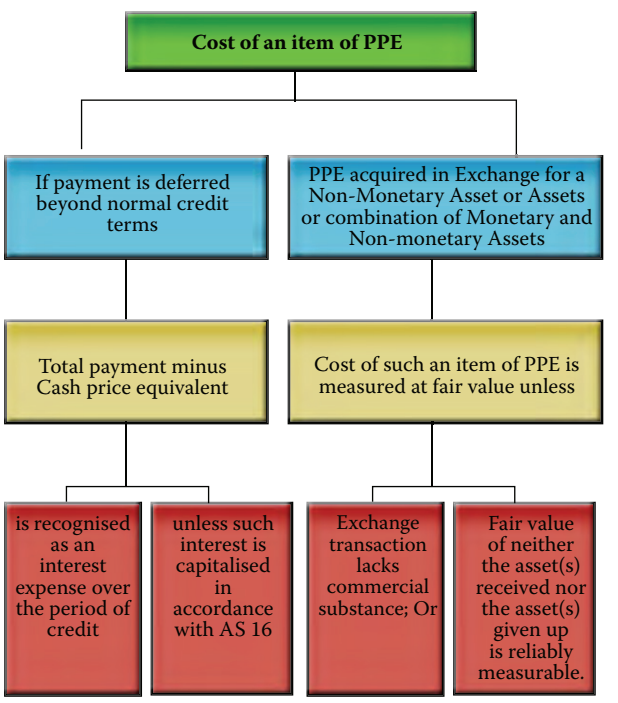 Cost of an item of PPE
If payment is deferred
beyond normal credit
terms
PPE acquired in Exchange for a
Non-Monetary Asset or Assets
or combination of Monetary and
Non-monetary Assets
Total payment minus
Cash price equivalent
Cost of such an item of PPE is
measured at fair value unless
is recognised
as an
interest
expense over
the period of
credit
unless such
interest is
capitalised
in
accordance
with AS 16
Exchange
transaction
lacks
commercial
substance; Or
Fair value
of neither
the asset(s)
received nor
the asset(s)
given up
is reliably
measurable.